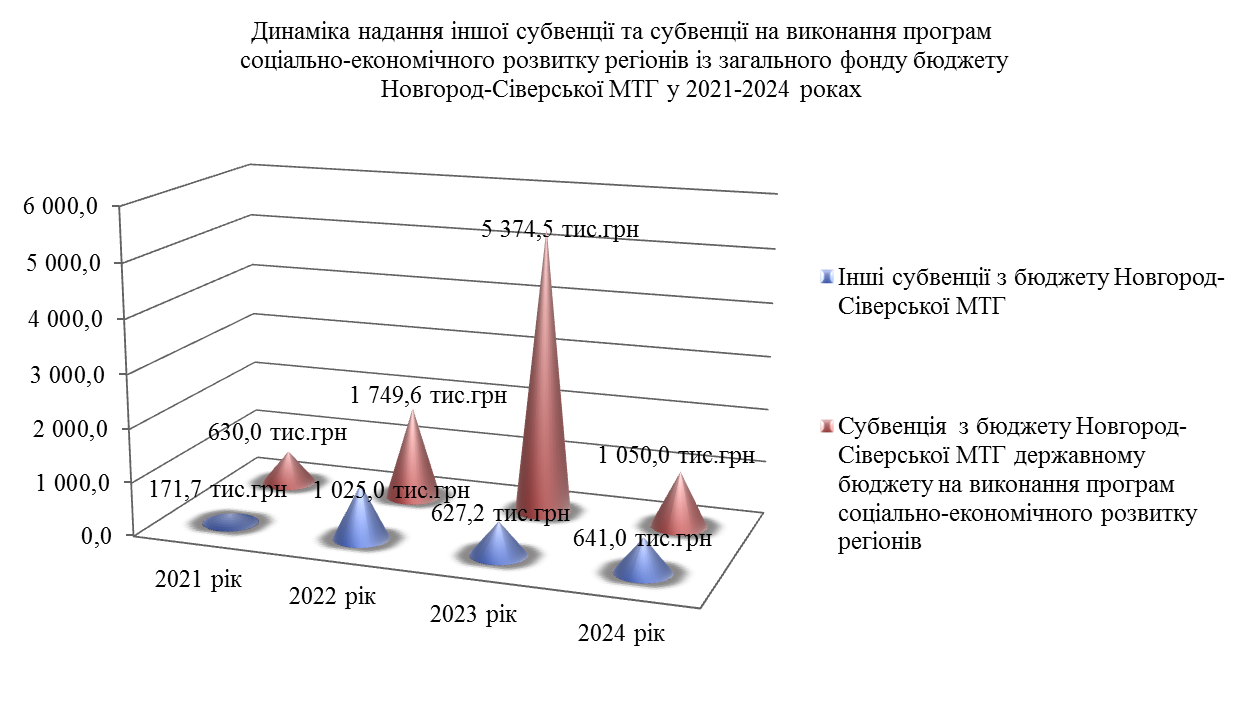 Динаміка надання іншої субвенції та субвенції на виконання програм
соціально-економічного розвитку регіонів із загального фонду бюджету
Новгород-Сіверської МТГ у 2021-2024 роках
6 000,0
5 000,0
4 000,0
3 000,0
2 000,0
1 000,0
0,0
5 374,5 тис.грн
1 749,6 тис.грн
630,0 тис.грн
1 050,0 тис.грн
171,7 тис.грн
1 025,0 тис.грн
627,2 тис.грн
641,0 тис.грн
2021 рік
2022 рік
2023 рік
2024 рік
Інші субвенції з бюджету Новгород-
Сіверської МТГ
Субвенція з бюджету Новгород-
Сіверської МТГ державному
бюджету на виконання програм
соціально-економічного розвитку
регіонів